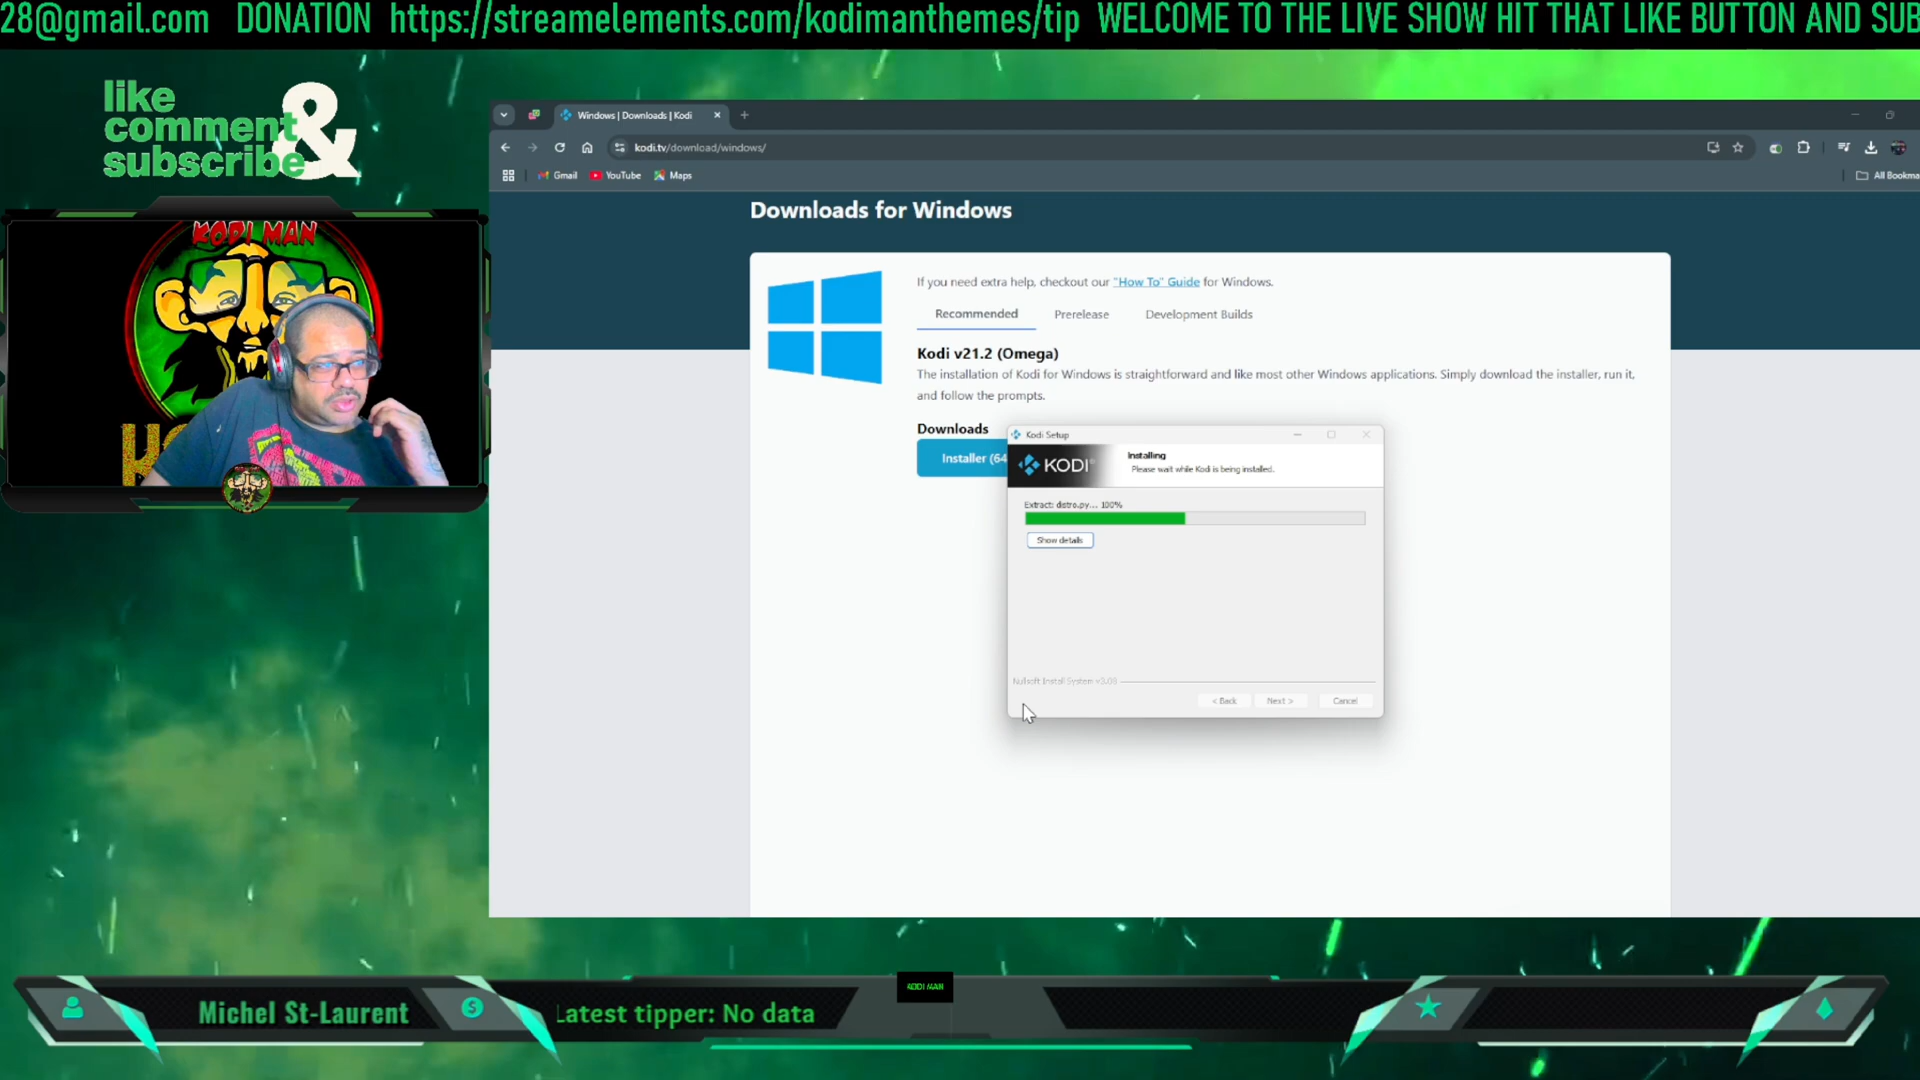 28@gmail.com DONATION https://streamelements.com/kodimanthemes/tip WELCOME TO THE LIVE SHOW HIT THAT LIKE BUTTON AND SUB
like
comment &
subscribe
KODI MAN
Windows | Downloads | Kodi
kodi.tv/download/windows/
Gmail YouTube Maps All Bookma
Downloads for Windows
If you need extra help, checkout our "How To" Guide for Windows.
Recommended Prerelease Development Builds
Kodi v21.2 (Omega)
The installation of Kodi for Windows is straightforward and like most other Windows applications. Simply download the installer, run it,
and follow the prompts.
Downloads
Installer (64
Kodi Setup
KODI
Installing
Please wait while Kodi is being installed.
Extract: distro.py... 100%
Show details
Nullsoft Install System v3.08
< Back Next > Cancel
KODI MAN
Michel St-Laurent
Latest tipper: No data